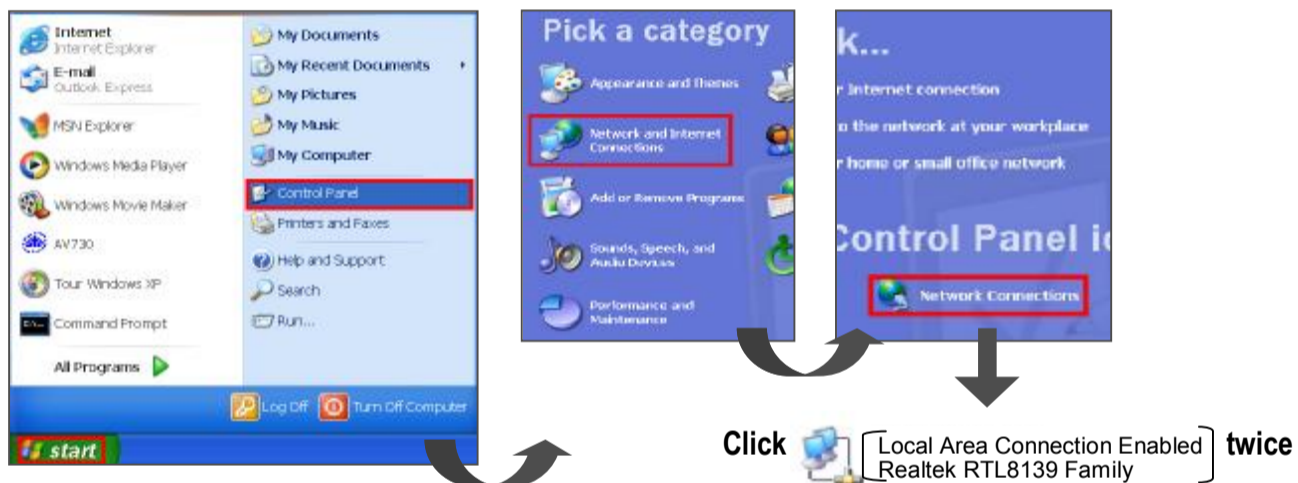 Internet
Internet Explorer
E-mail
Outlook Express
MSN Explorer
Windows Media Player
Windows Movie Maker
AV730
Tour Windows XP
Command Prompt
All Programs
My Documents
My Recent Documents
My Pictures
My Music
My Computer
Control Panel
Printers and Faxes
Help and Support
Search
Run...
Log Off
Turn Off Computer
start
Pick a category
Appearance and Themes
Network and Internet
Connections
Add or Remove Programs
Sounds, Speech, and
Audio Devices
Performance and
Maintenance
k...
r Internet connection
o the network at your workplace
r home or small office network
Control Panel ic
Network Connections
Click Local Area Connection Enabled twice
Realtek RTL8139 Family